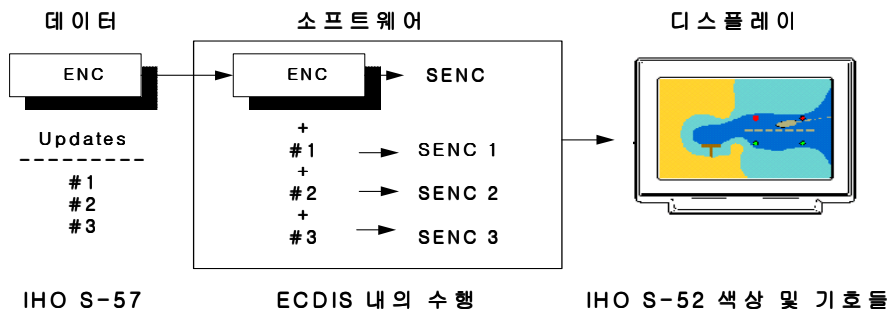 데이터
소프트웨어
디스플레이
ENC
ENC
SENC
Updates
#1
#2
#3
+
#1
SENC 1
+
#2
SENC 2
+
#3
SENC 3
IHO S-57
ECDIS 내의 수행
IHO S-52 색상 및 기호들